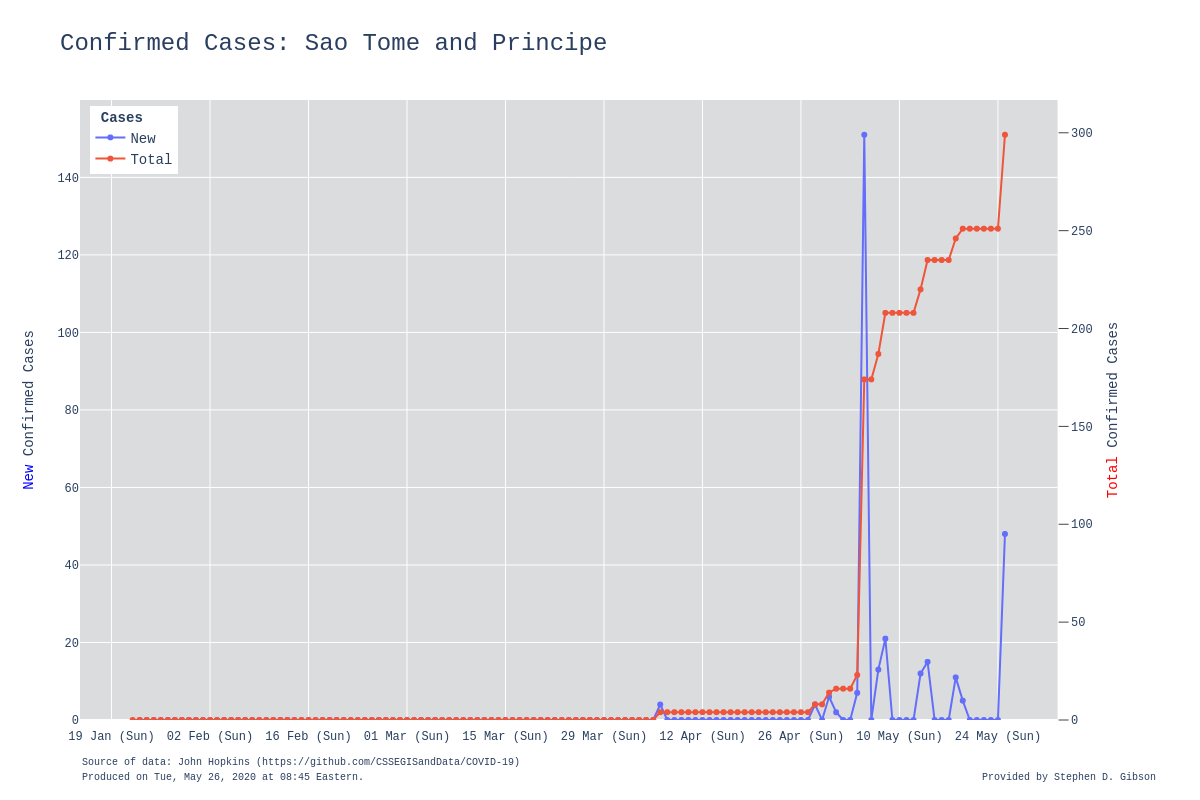 Confirmed Cases: Sao Tome and Principe
Cases
New
Total
140
120
100
80
60
40
20
0
New Confirmed Cases
300
250
200
150
100
50
0
Total Confirmed Cases
19 Jan (Sun) 02 Feb (Sun) 16 Feb (Sun) 01 Mar (Sun) 15 Mar (Sun) 29 Mar (Sun) 12 Apr (Sun) 26 Apr (Sun) 10 May (Sun) 24 May (Sun)
Source of data: John Hopkins (https://github.com/CSSEGISandData/COVID-19)
Produced on Tue, May 26, 2020 at 08:45 Eastern.
Provided by Stephen D. Gibson